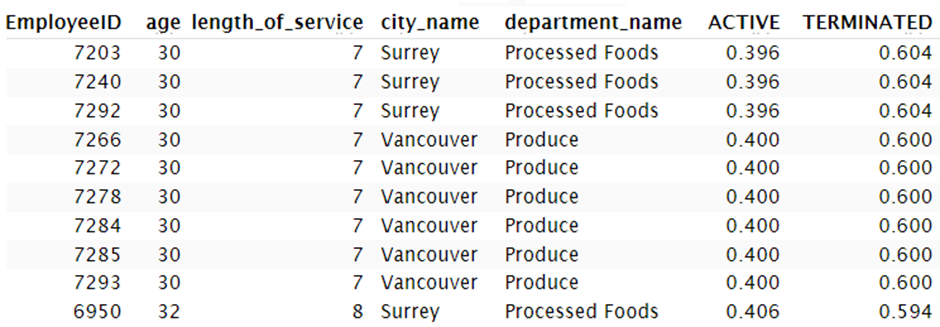 EmployeeID age length_of_service city_name department_name ACTIVE TERMINATED
7203 30 7 Surrey Processed Foods 0.396 0.604
7240 30 7 Surrey Processed Foods 0.396 0.604
7292 30 7 Surrey Processed Foods 0.396 0.604
7266 30 7 Vancouver Produce 0.400 0.600
7272 30 7 Vancouver Produce 0.400 0.600
7278 30 7 Vancouver Produce 0.400 0.600
7284 30 7 Vancouver Produce 0.400 0.600
7285 30 7 Vancouver Produce 0.400 0.600
7293 30 7 Vancouver Produce 0.400 0.600
6950 32 8 Surrey Processed Foods 0.406 0.594